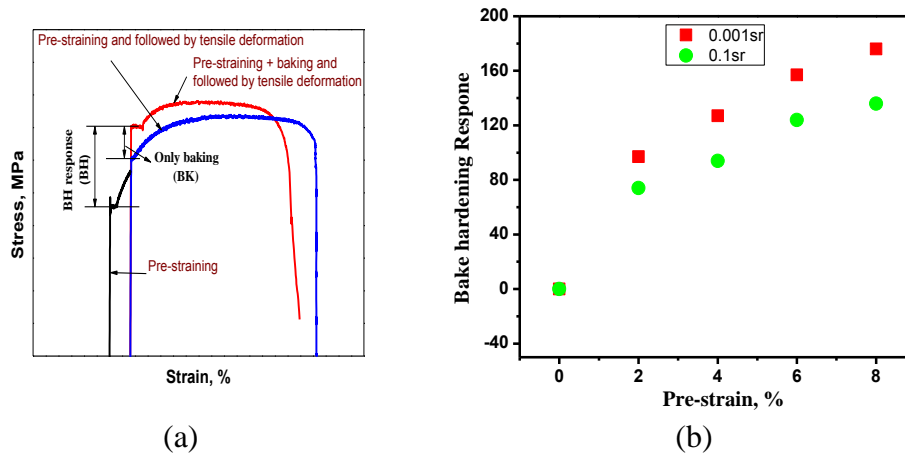 Pre-straining and followed by tensile deformation
Pre-straining + baking and
followed by tensile deformation
BH response
(BH)
Only baking
(BK)
Pre-straining
Stress, MPa
Strain, %
(a)
200
160
120
80
40
0
-40
0.001sr
0.1sr
Bake hardening Respone
0 2 4 6 8
Pre-strain, %
(b)